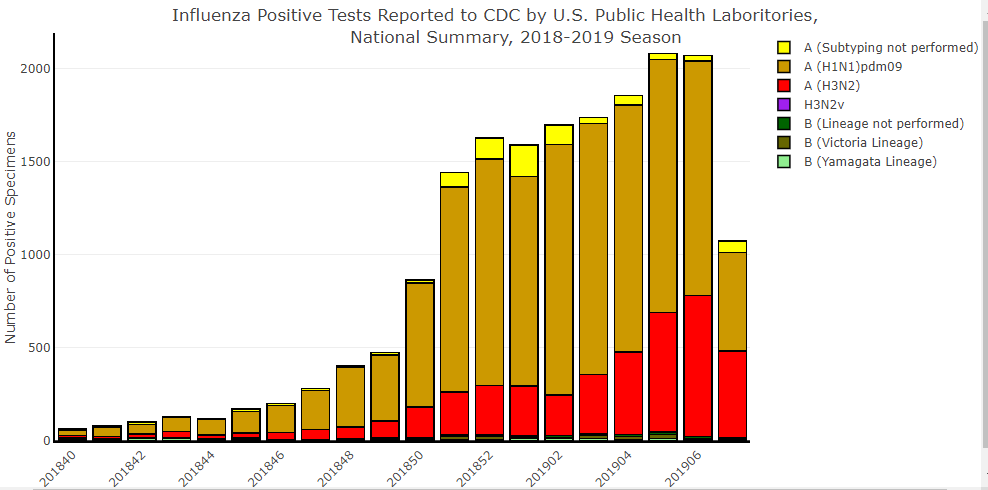 Influenza Positive Tests Reported to CDC by U.S. Public Health Laboritories,
National Summary, 2018-2019 Season
A (Subtyping not performed)
A (H1N1)pdm09
A (H3N2)
H3N2v
B (Lineage not performed)
B (Victoria Lineage)
B (Yamagata Lineage)
Number of Positive Specimens
2000
1500
1000
500
0
201840
201842
201844
201846
201848
201850
201852
201902
201904
201906